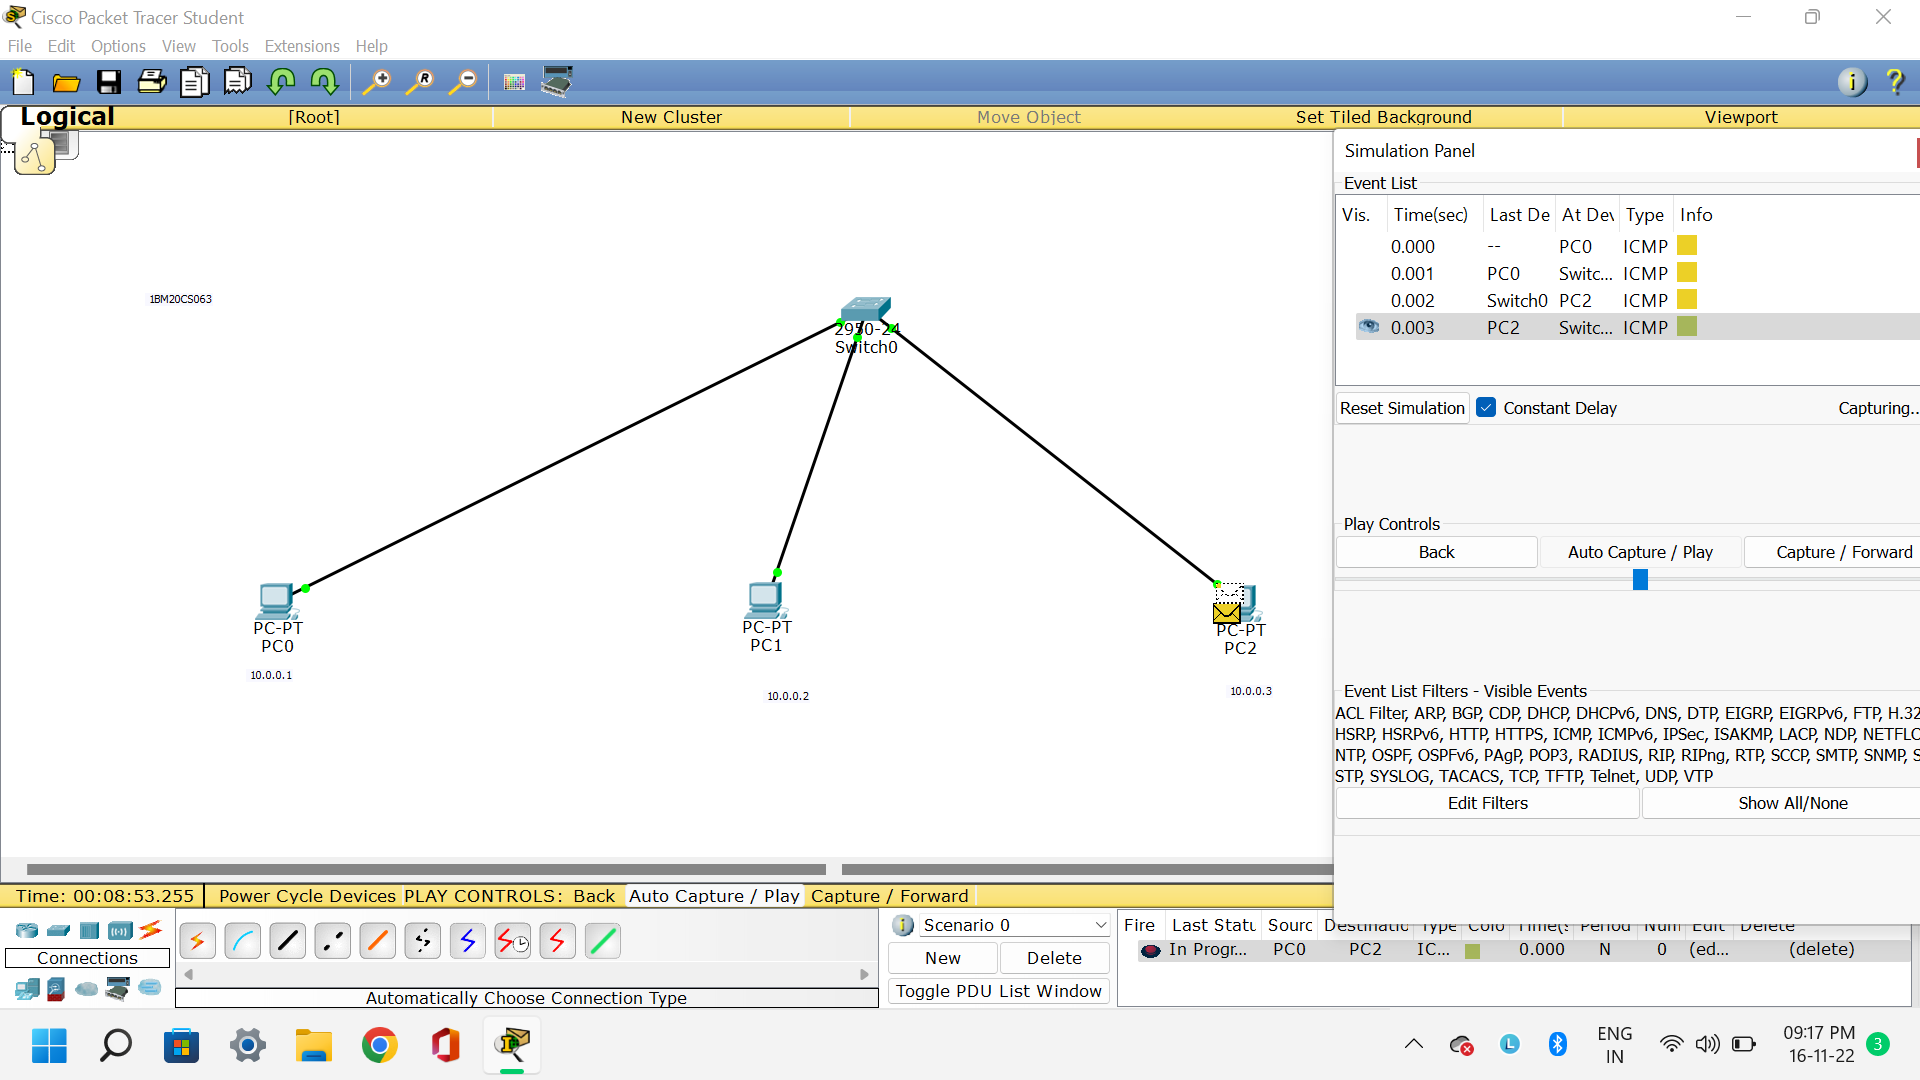 Cisco Packet Tracer Student
File Edit Options View Tools Extensions Help
Logical [Root] New Cluster Move Object Set Tiled Background Viewport
1BM20CS063
2950-24
Switch0
PC-PT
PC0
10.0.0.1
PC-PT
PC1
10.0.0.2
PC-PT
PC2
10.0.0.3
Simulation Panel
Event List
Vis. Time(sec) Last De At Dev Type Info
0.000 -- PC0 ICMP
0.001 PC0 Switc... ICMP
0.002 Switch0 PC2 ICMP
0.003 PC2 Switc... ICMP
Reset Simulation Constant Delay Capturing..
Play Controls
Back Auto Capture / Play Capture / Forward
Event List Filters - Visible Events
ACL Filter, ARP, BGP, CDP, DHCP, DHCPv6, DNS, DTP, EIGRP, EIGRPv6, FTP, H.32
HSRP, HSRPv6, HTTP, HTTPS, ICMP, ICMPv6, IPSec, ISAKMP, LACP, NDP, NETFLO
NTP, OSPF, OSPFv6, PAgP, POP3, RADIUS, RIP, RIPng, RTP, SCCP, SMTP, SNMP, S
STP, SYSLOG, TACACS, TCP, TFTP, Telnet, UDP, VTP
Edit Filters Show All/None
Time: 00:08:53.255 Power Cycle Devices PLAY CONTROLS: Back Auto Capture / Play Capture / Forward
Connections
Automatically Choose Connection Type
Scenario 0
New Delete
Toggle PDU List Window
Fire Last Statu Sourc Destinatic Type Colo Time(s Period Num Edit Delete
In Progr... PC0 PC2 IC... 0.000 N 0 (ed... (delete)
ENG
IN
09:17 PM
16-11-22
3